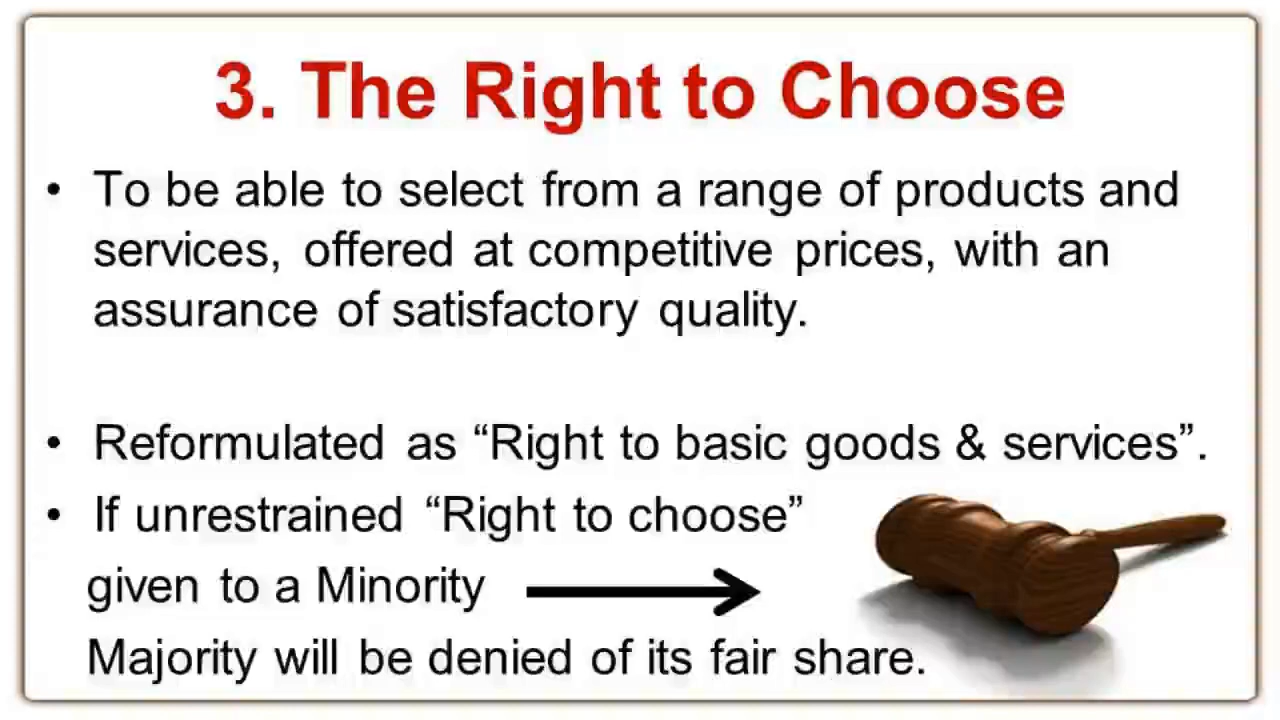 3. The Right to Choose
• To be able to select from a range of products and
services, offered at competitive prices, with an
assurance of satisfactory quality.
• Reformulated as “Right to basic goods & services”.
• If unrestrained “Right to choose”
given to a Minority
Majority will be denied of its fair share.